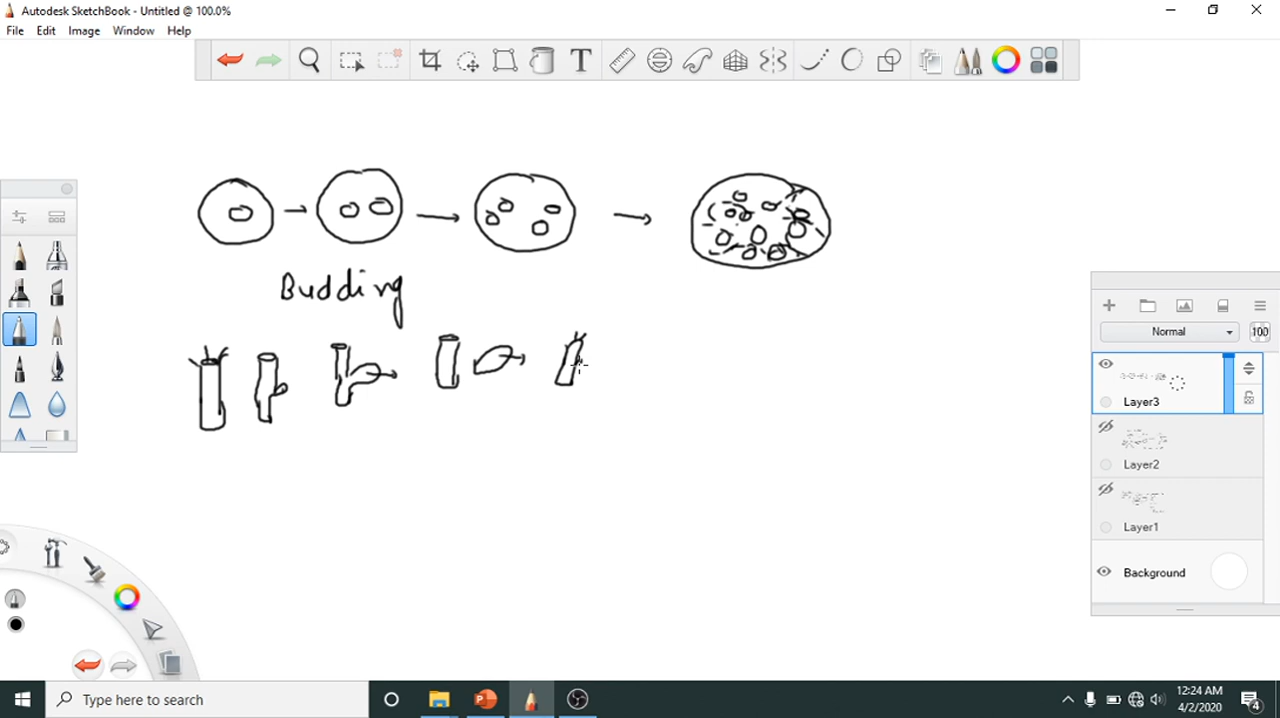 Autodesk SketchBook - Untitled @ 100.0%
File Edit Image Window Help
T
Budding
Normal 100
Layer3
Layer2
Layer1
Background
Type here to search
12:24 AM
4/2/2020
4